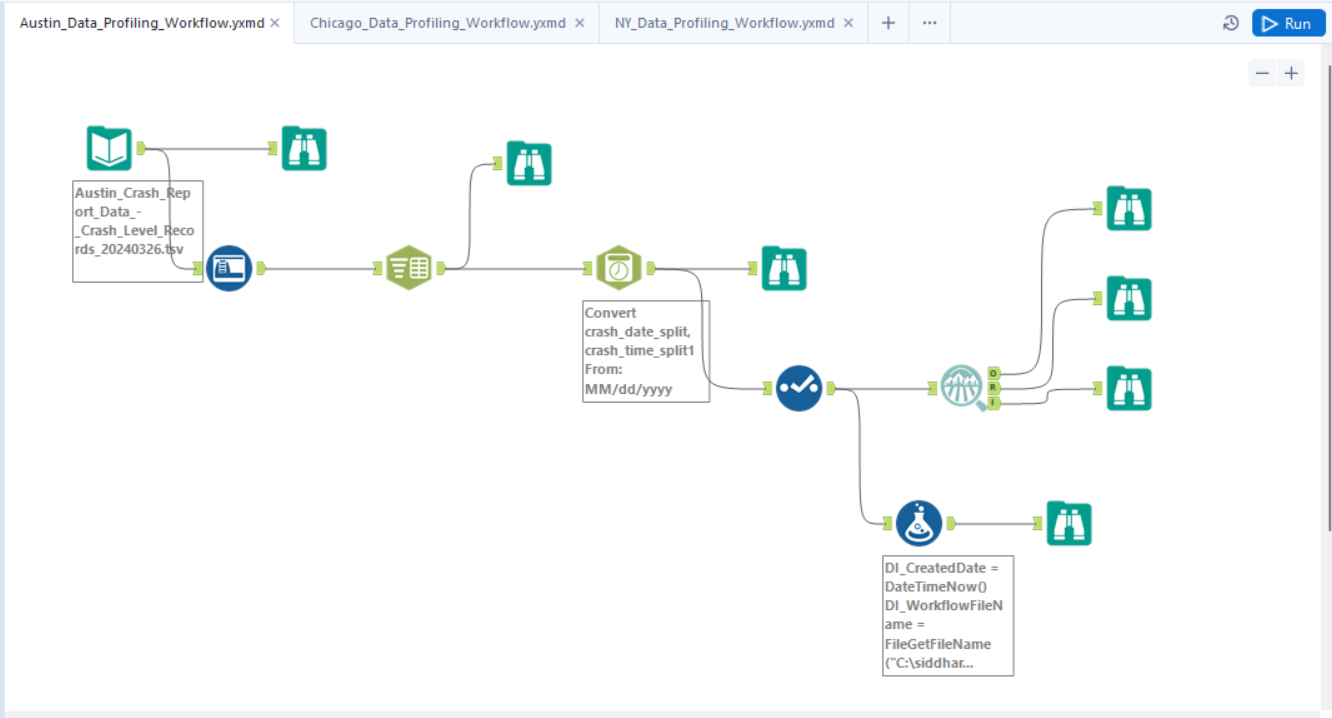 Austin_Data_Profiling_Workflow.yxmd
Chicago_Data_Profiling_Workflow.yxmd
NY_Data_Profiling_Workflow.yxmd
Run
Austin_Crash_Rep
ort_Data_-
_Crash_Level_Reco
rds_20240326.tsv
Convert
crash_date_split,
crash_time_split1
From:
MM/dd/yyyy
O
R
I
DI_CreatedDate =
DateTimeNow()
DI_WorkflowFileN
ame =
FileGetFileName
("C:\siddhar...